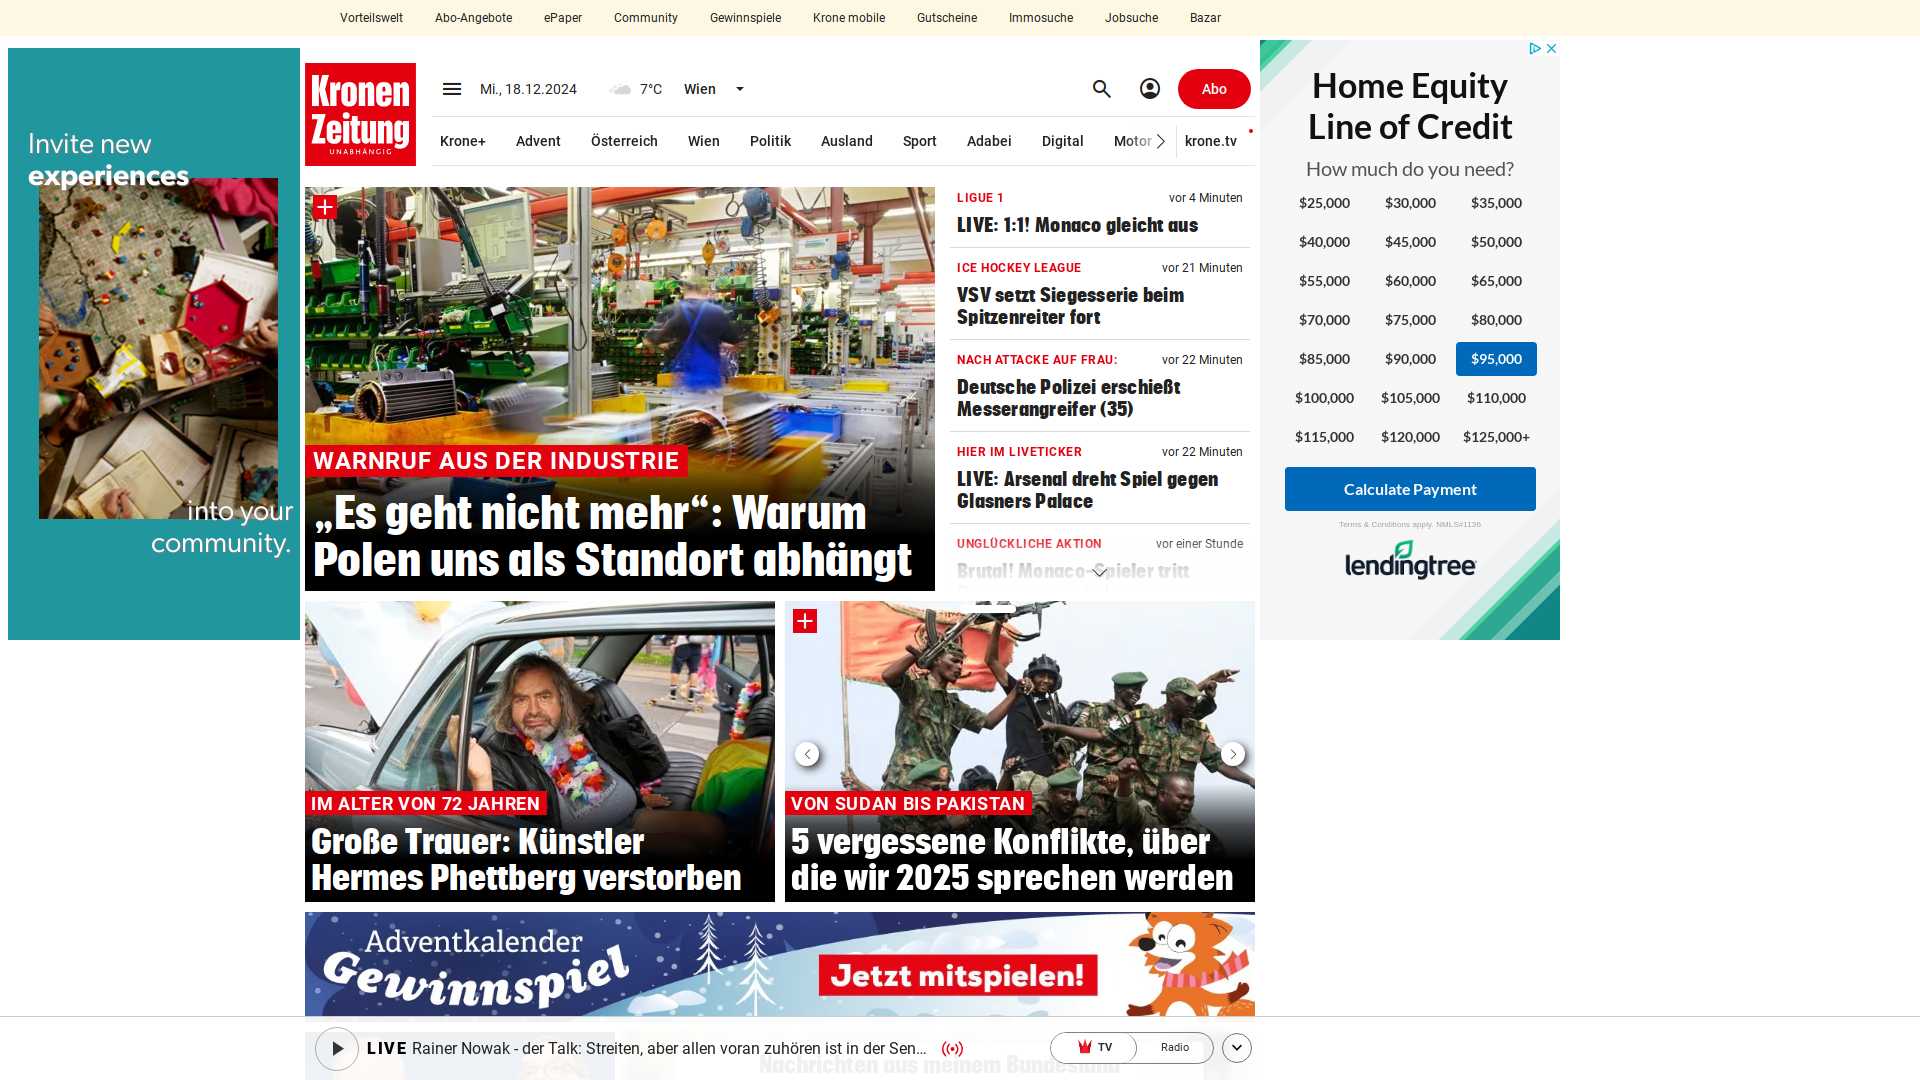 Vorteilswelt Abo-Angebote ePaper Community Gewinnspiele Krone mobile Gutscheine Immosuche Jobsuche Bazar
Invite new
experiences
into your
community.
Kronen
Zeitung
UNABHÄNGIG
Mi., 18.12.2024 7°C Wien
Abo
Krone+ Advent Österreich Wien Politik Ausland Sport Adabei Digital Motor krone.tv
WARNRUF AUS DER INDUSTRIE
„Es geht nicht mehr“: Warum
Polen uns als Standort abhängt
LIGUE 1 vor 4 Minuten
LIVE: 1:1! Monaco gleicht aus
ICE HOCKEY LEAGUE vor 21 Minuten
VSV setzt Siegesserie beim
Spitzenreiter fort
NACH ATTACKE AUF FRAU: vor 22 Minuten
Deutsche Polizei erschießt
Messerangreifer (35)
HIER IM LIVETICKER vor 22 Minuten
LIVE: Arsenal dreht Spiel gegen
Glasners Palace
UNGLÜCKLICHE AKTION vor einer Stunde
Brutal! Monaco-Spieler tritt
IM ALTER VON 72 JAHREN
Große Trauer: Künstler
Hermes Phettberg verstorben
VON SUDAN BIS PAKISTAN
5 vergessene Konflikte, über
die wir 2025 sprechen werden
Adventkalender
Gewinnspiel
Jetzt mitspielen!
LIVE Rainer Nowak - der Talk: Streiten, aber allen voran zuhören ist in der Sen...
TV Radio
Nachrichten aus meinem Bundesland
Home Equity
Line of Credit
How much do you need?
$25,000 $30,000 $35,000
$40,000 $45,000 $50,000
$55,000 $60,000 $65,000
$70,000 $75,000 $80,000
$85,000 $90,000 $95,000
$100,000 $105,000 $110,000
$115,000 $120,000 $125,000+
Calculate Payment
Terms & Conditions apply. NMLS#1136
lendingtree